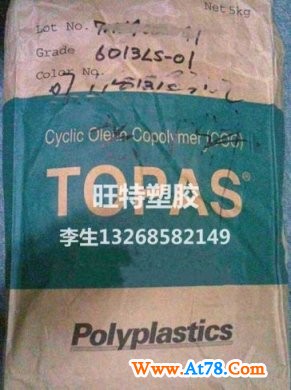 Net 5kg
Lot No.
Grade 6013LS-01
Color No.
Cyclic Olefin Copolymer (COC)
TOPAS®
旺特塑胶
李生13268582149
Polyplastics
www.At78.Com